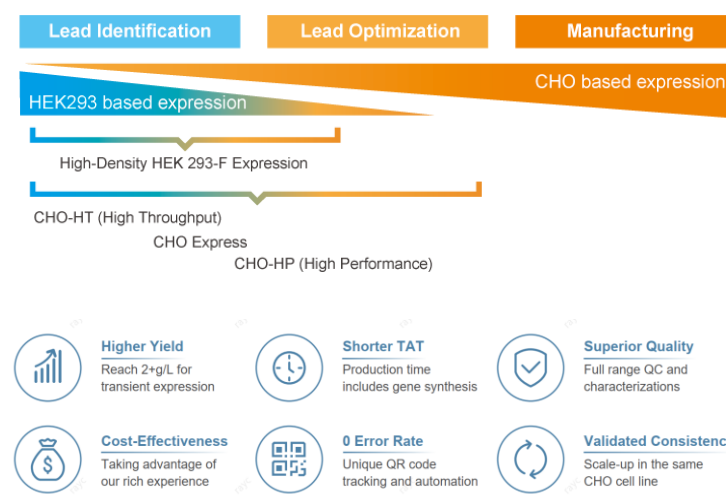 Lead Identification
Lead Optimization
Manufacturing
CHO based expression
HEK293 based expression
High-Density HEK 293-F Expression
CHO-HT (High Throughput)
CHO Express
CHO-HP (High Performance)
Higher Yield
Reach 2+g/L for
transient expression
Shorter TAT
Production time
includes gene synthesis
Superior Quality
Full range QC and
characterizations
Cost-Effectiveness
Taking advantage of
our rich experience
0 Error Rate
Unique QR code
tracking and automation
Validated Consistenc
Scale-up in the same
CHO cell line